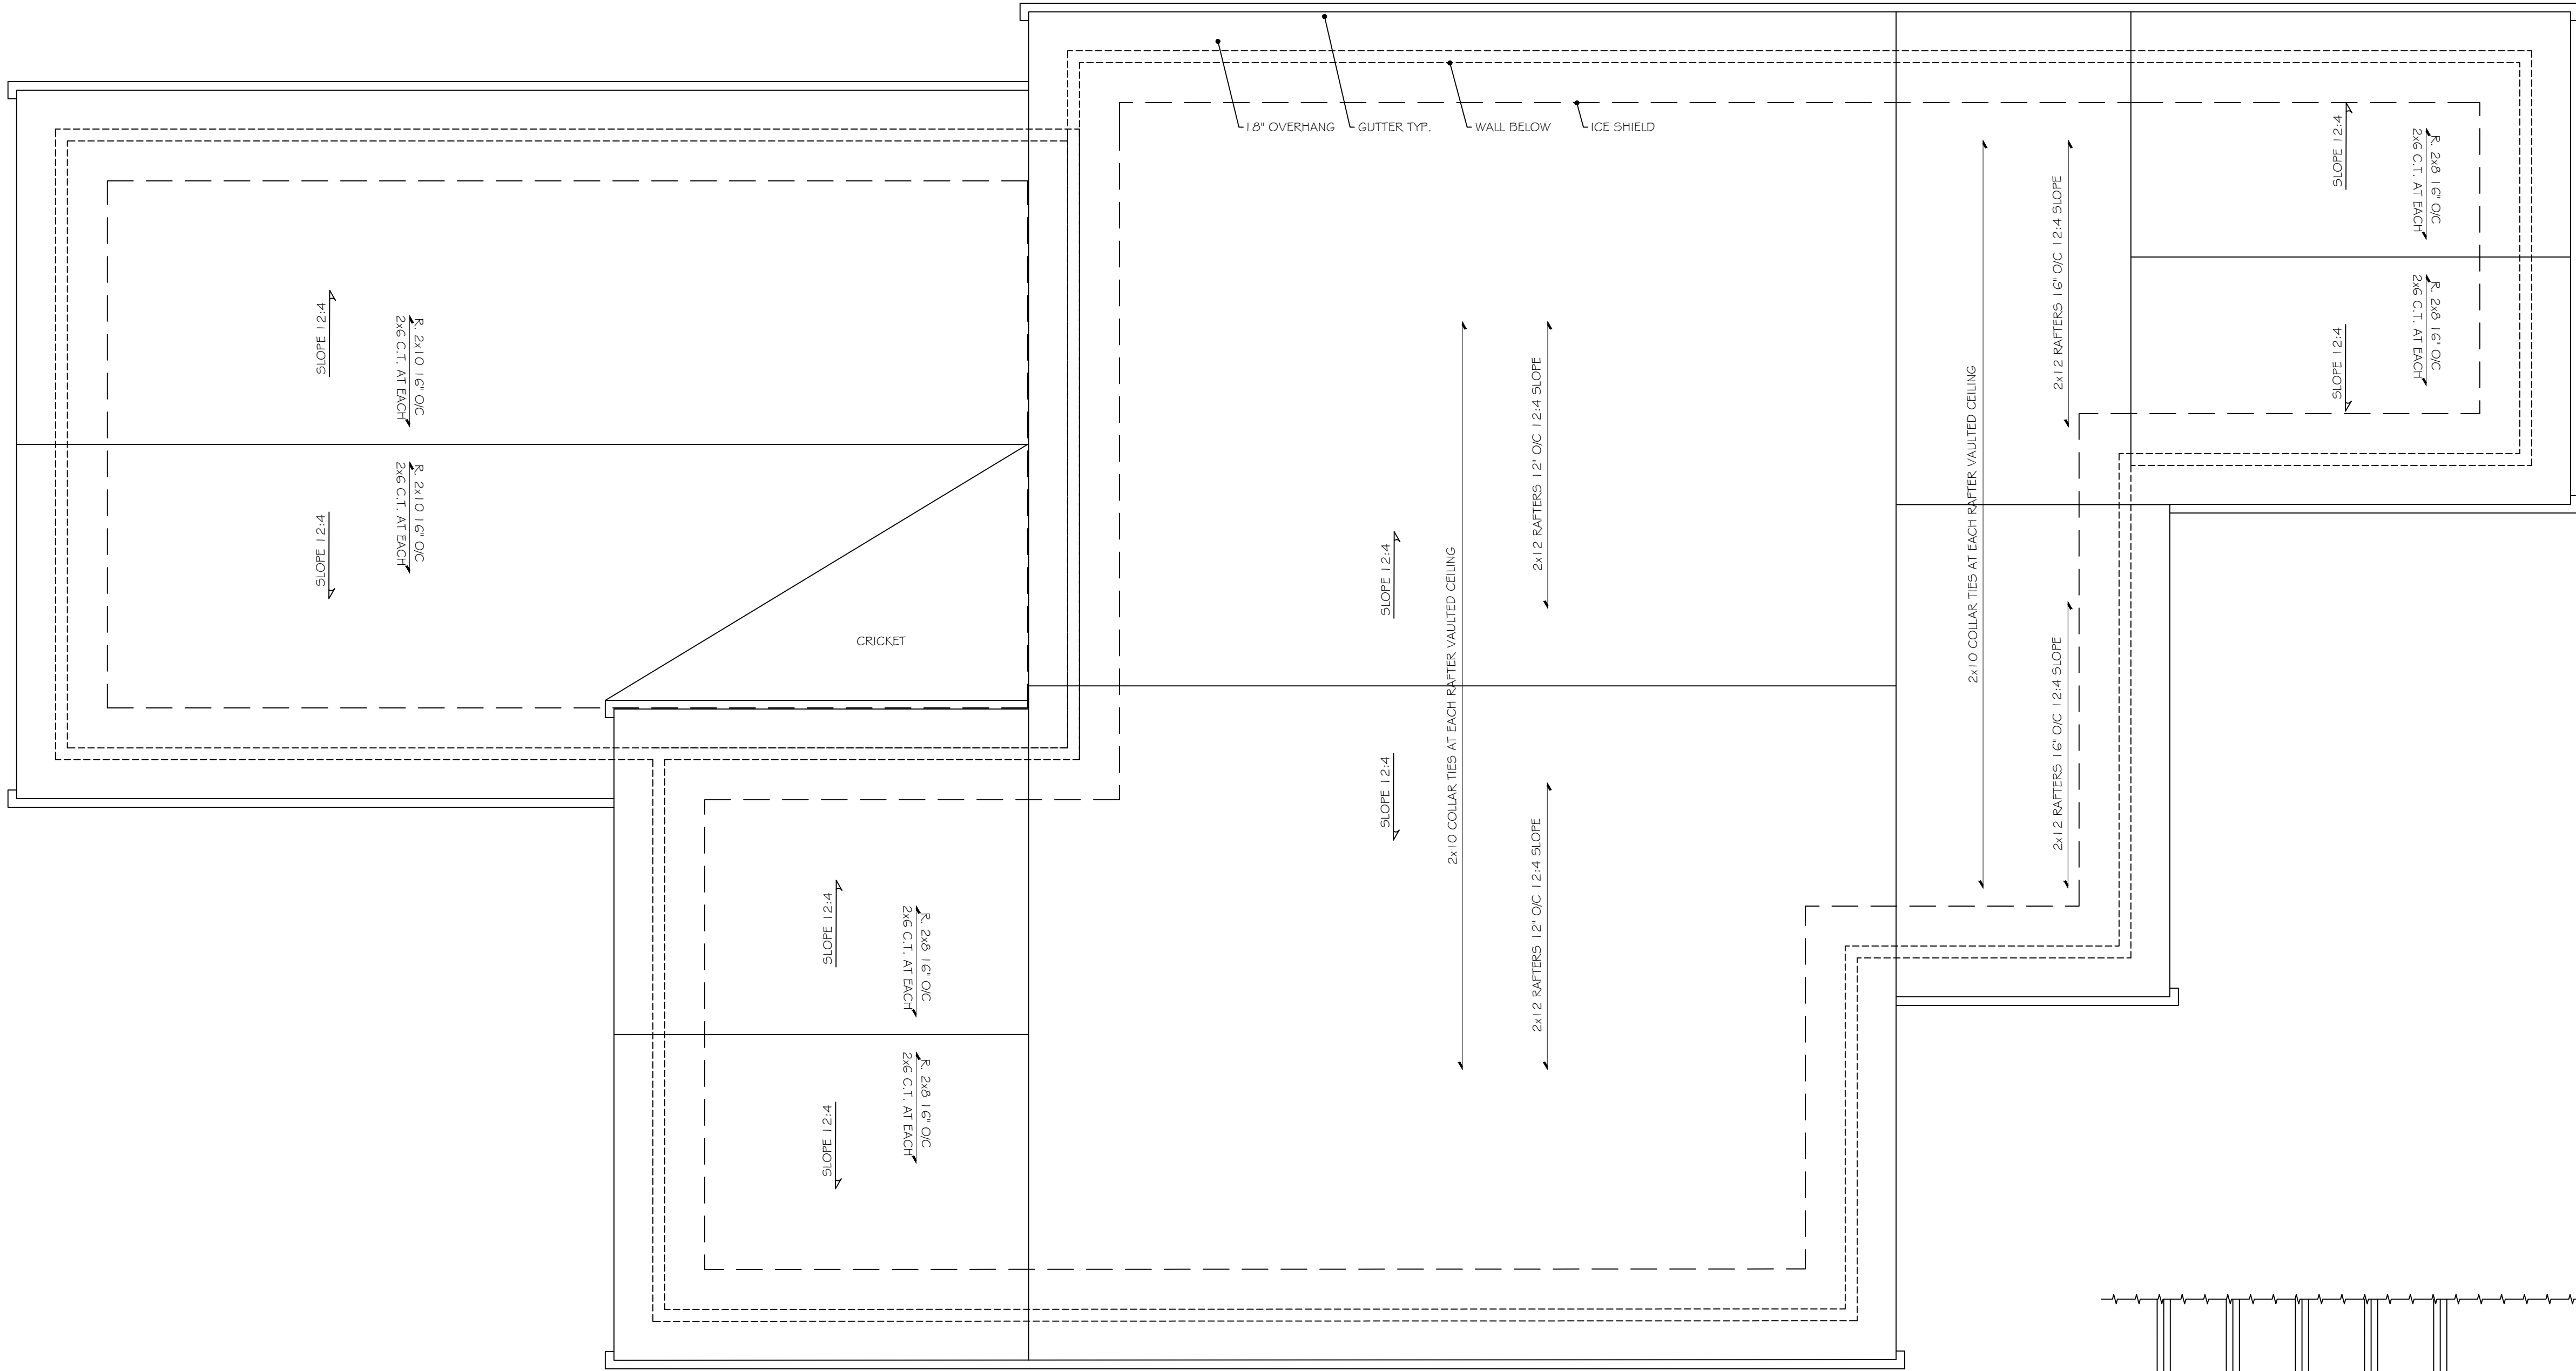 18" OVERHANG
GUTTER TYP.
WALL BELOW
ICE SHIELD
SLOPE 12:4
R. 2x10 16" O/C
2x6 C.T. AT EACH
SLOPE 12:4
R. 2x10 16" O/C
2x6 C.T. AT EACH
CRICKET
SLOPE 12:4
R. 2x8 16" O/C
2x6 C.T. AT EACH
SLOPE 12:4
R. 2x8 16" O/C
2x6 C.T. AT EACH
SLOPE 12:4
SLOPE 12:4
2x10 COLLAR TIES AT EACH RAFTER VAULTED CEILING
2x12 RAFTERS 12" O/C 12:4 SLOPE
2x12 RAFTERS 12" O/C 12:4 SLOPE
2x10 COLLAR TIES AT EACH RAFTER VAULTED CEILING
2x12 RAFTERS 16" O/C 12:4 SLOPE
2x12 RAFTERS 16" O/C 12:4 SLOPE
SLOPE 12:4
R. 2x8 16" O/C
2x6 C.T. AT EACH
SLOPE 12:4
R. 2x8 16" O/C
2x6 C.T. AT EACH